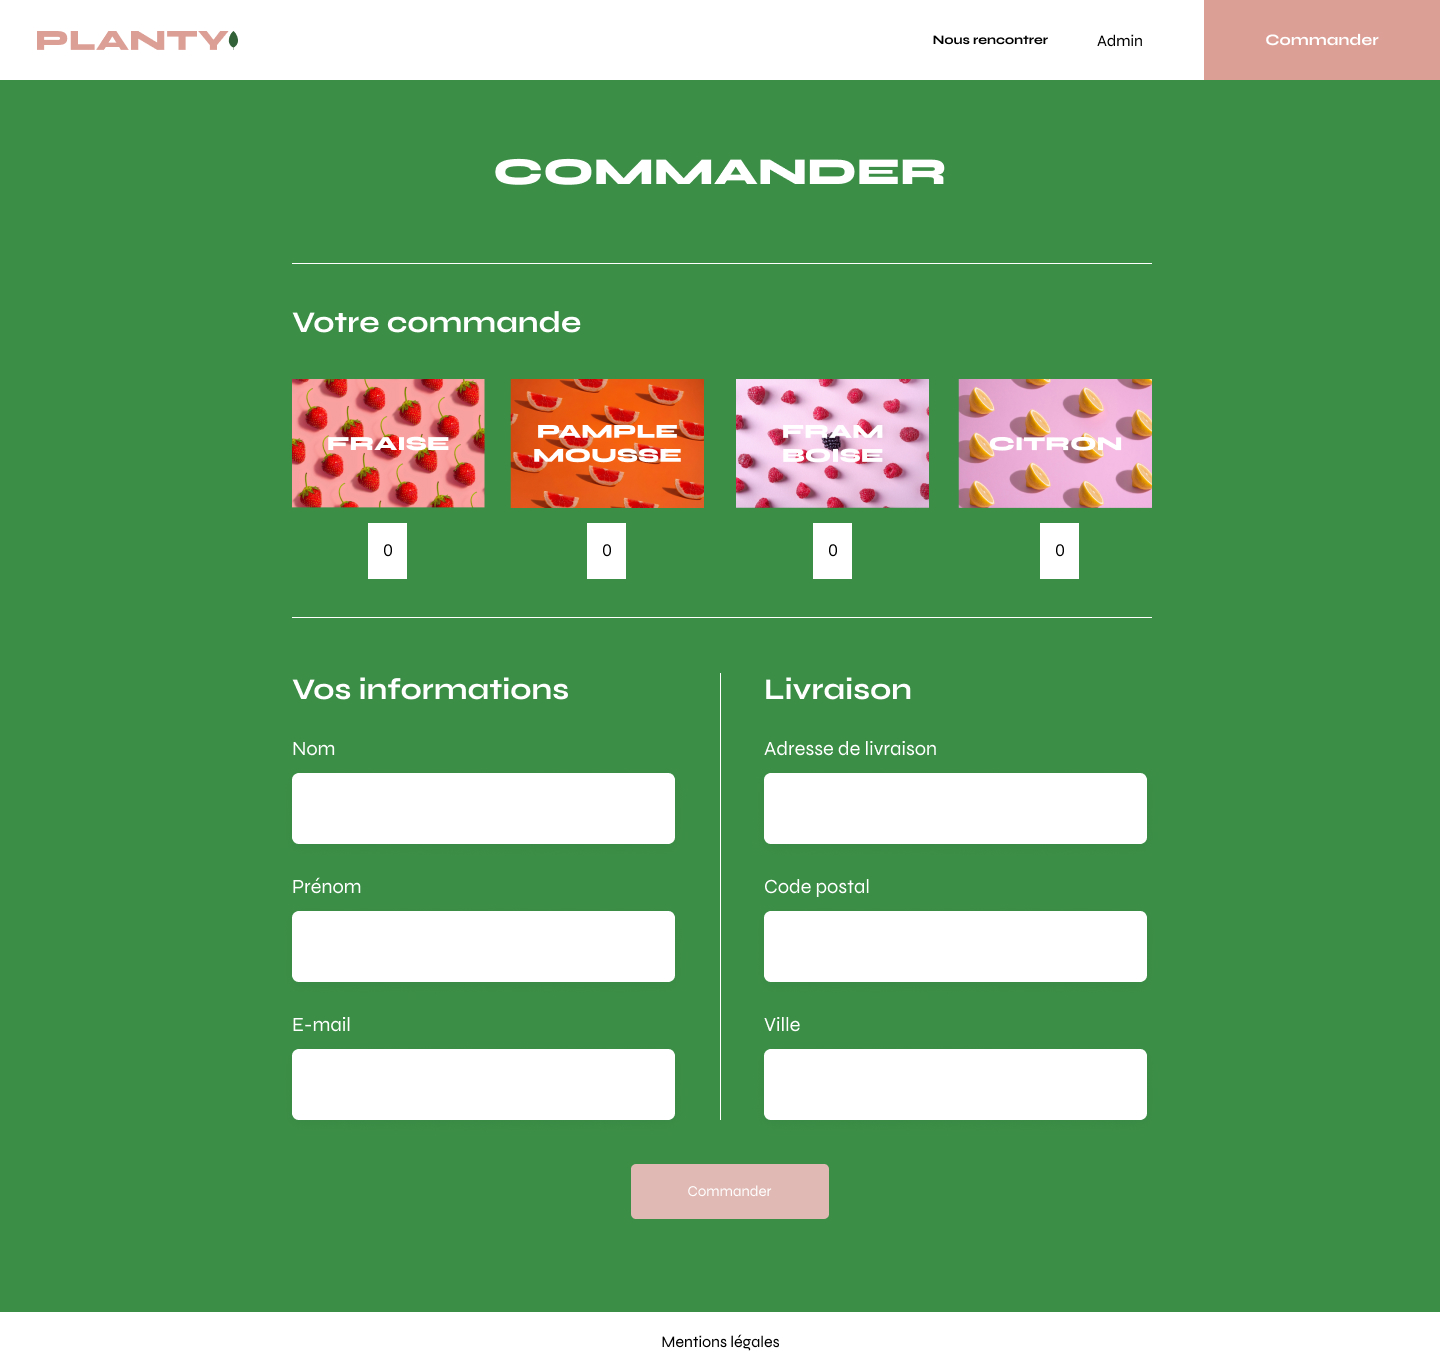 PLANTY
Nous rencontrer
Admin
Commander
COMMANDER
Votre commande
FRAISE
PAMPLE
MOUSSE
FRAM
BOISE
CITRON
0
0
0
0
Vos informations
Nom
Prénom
E-mail
Livraison
Adresse de livraison
Code postal
Ville
Commander
Mentions légales